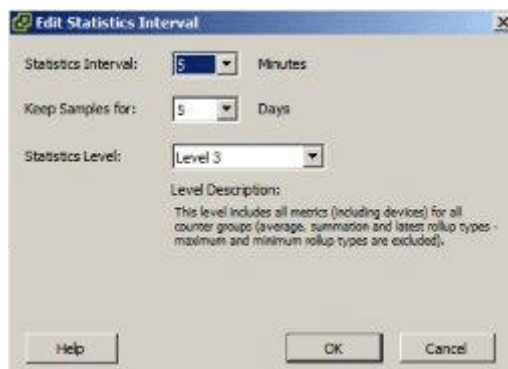 Edit Statistics Interval
Statistics Interval: 5 Minutes
Keep Samples for: 5 Days
Statistics Level: Level 3
Level Description:
This level includes all metrics (including devices) for all
counter groups (average, summation and latest rollup types -
maximum and minimum rollup types are excluded).
Help OK Cancel